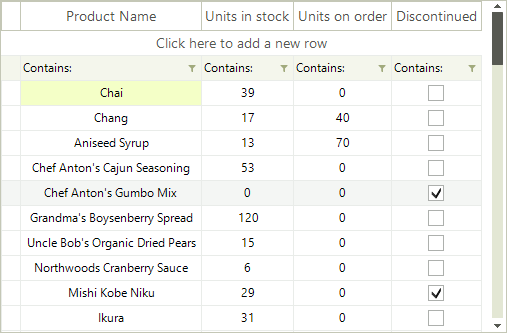 Product Name Units in stock Units on order Discontinued
Click here to add a new row
Contains: Contains: Contains: Contains:
Chai 39 0
Chang 17 40
Aniseed Syrup 13 70
Chef Anton's Cajun Seasoning 53 0
Chef Anton's Gumbo Mix 0 0
Grandma's Boysenberry Spread 120 0
Uncle Bob's Organic Dried Pears 15 0
Northwoods Cranberry Sauce 6 0
Mishi Kobe Niku 29 0
Ikura 31 0